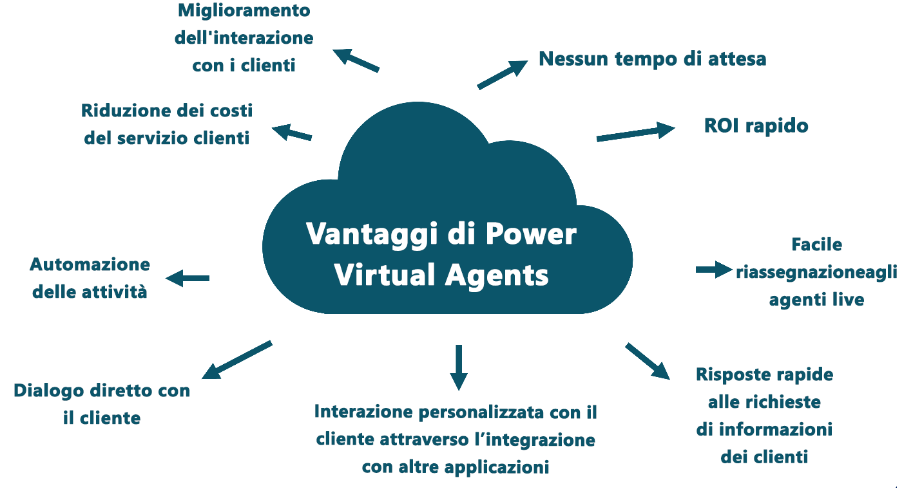 Miglioramento
dell'interazione
con i clienti
Nessun tempo di attesa
Riduzione dei costi
del servizio clienti
ROI rapido
Vantaggi di Power
Virtual Agents
Automazione
delle attività
Facile
riassegnazioneagli
agenti live
Dialogo diretto con
il cliente
Interazione personalizzata con il
cliente attraverso l’integrazione
con altre applicazioni
Risposte rapide
alle richieste
di informazioni
dei clienti